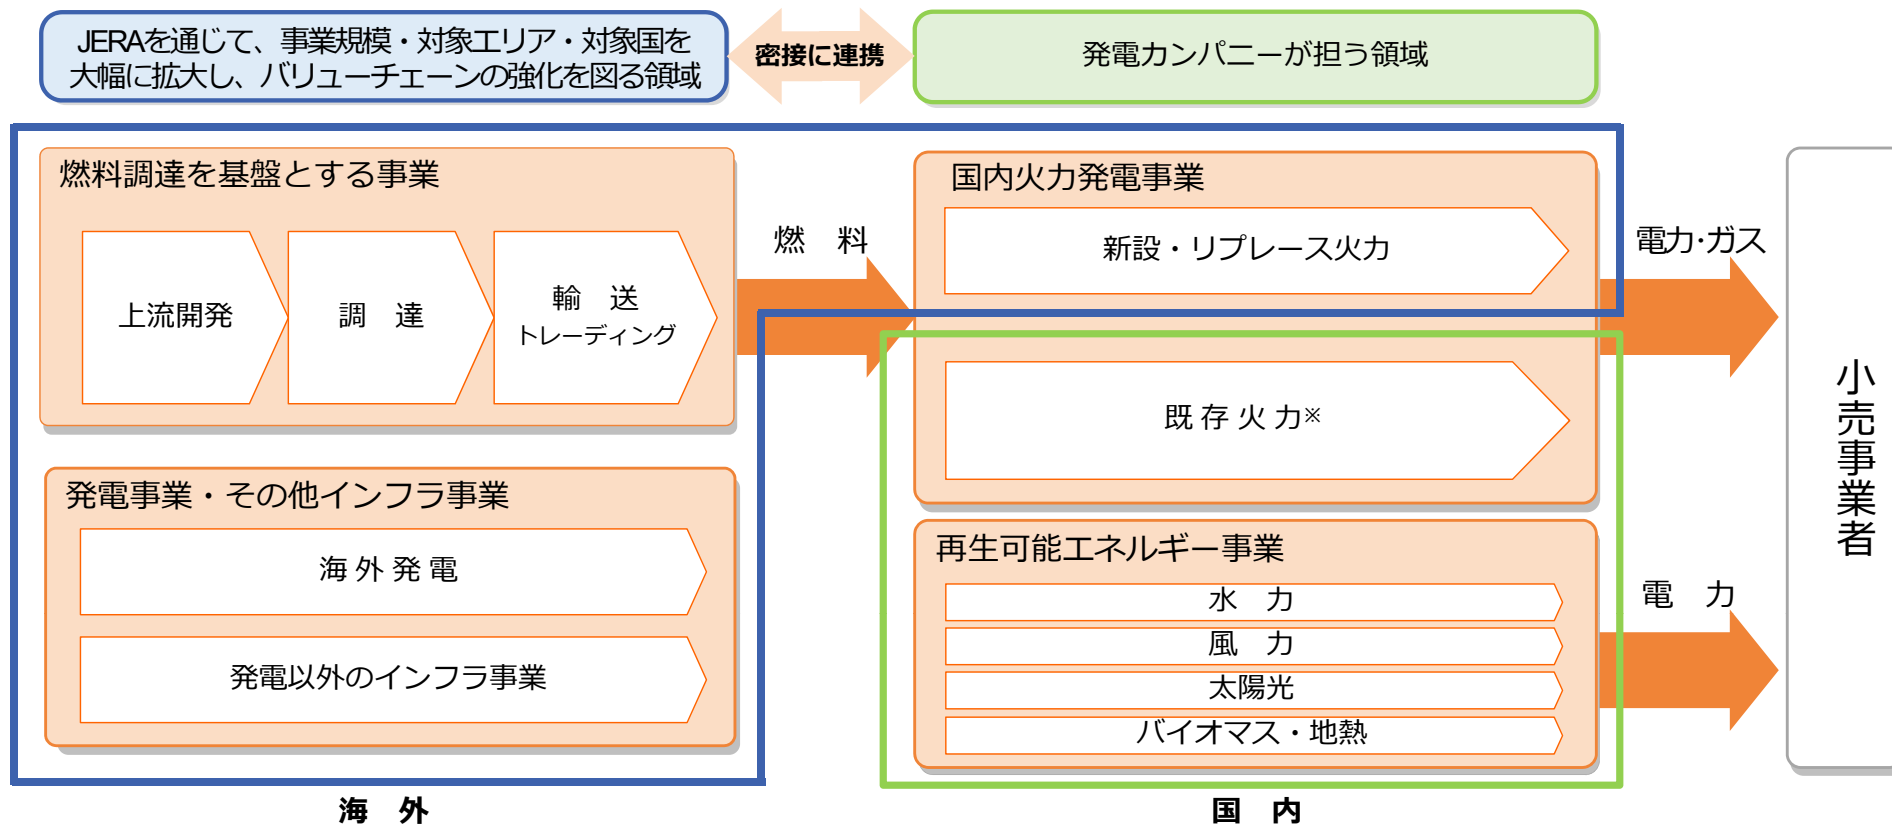 JERAを通じて、事業規模・対象エリア・対象国を
大幅に拡大し、バリューチェーンの強化を図る領域
密接に連携
発電カンパニーが担う領域
燃料調達を基盤とする事業
上流開発
調　達
輸　送
トレーディング
燃　料
国内火力発電事業
新設・リプレース火力
既 存 火 力※
電力・ガス
発電事業・その他インフラ事業
海 外 発 電
発電以外のインフラ事業
再生可能エネルギー事業
水　力
風　力
太陽光
バイオマス・地熱
電　力
小売事業者
海　外
国　内